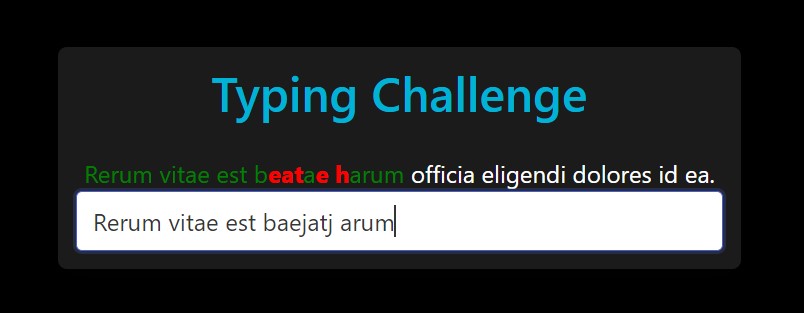 Typing Challenge
Rerum vitae est beatae harum officia eligendi dolores id ea.
Rerum vitae est baejatj arum